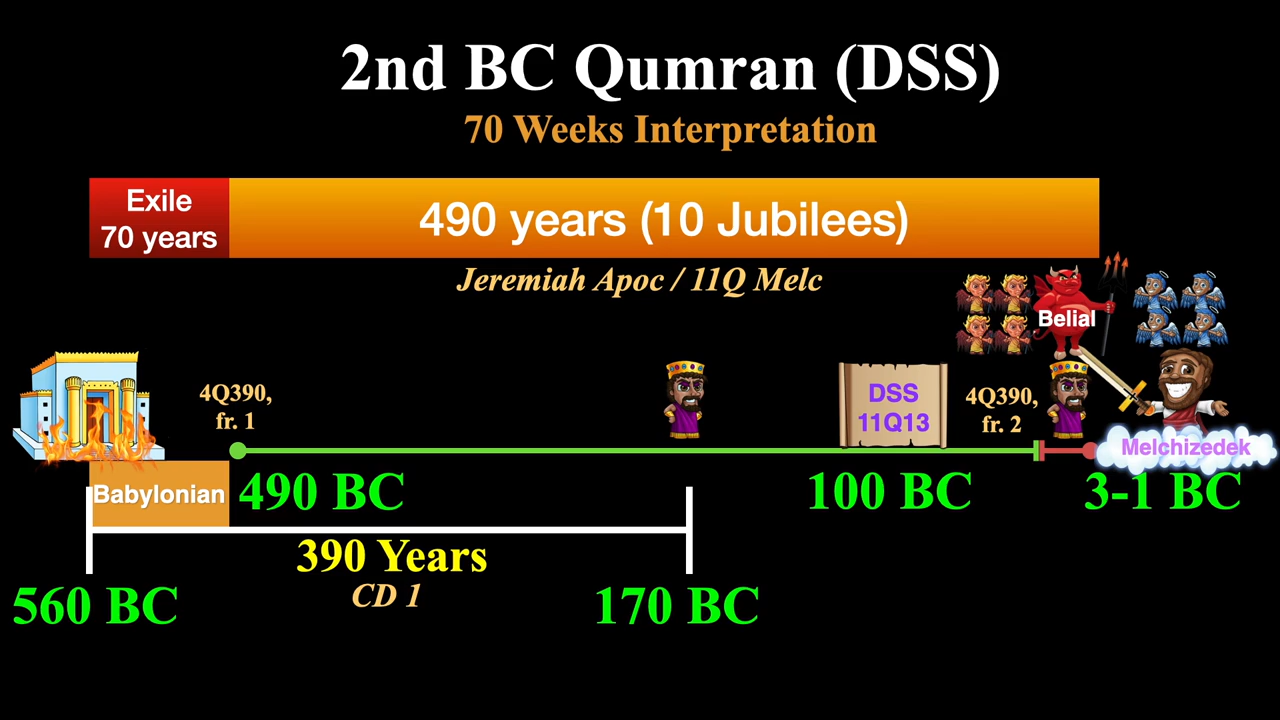 2nd BC Qumran (DSS)
70 Weeks Interpretation
Exile
70 years
490 years (10 Jubilees)
Jeremiah Apoc / 11Q Melc
Belial
4Q390,
fr. 1
DSS
11Q13
4Q390,
fr. 2
Melchizedek
Babylonian
490 BC
100 BC
3-1 BC
390 Years
CD 1
560 BC
170 BC